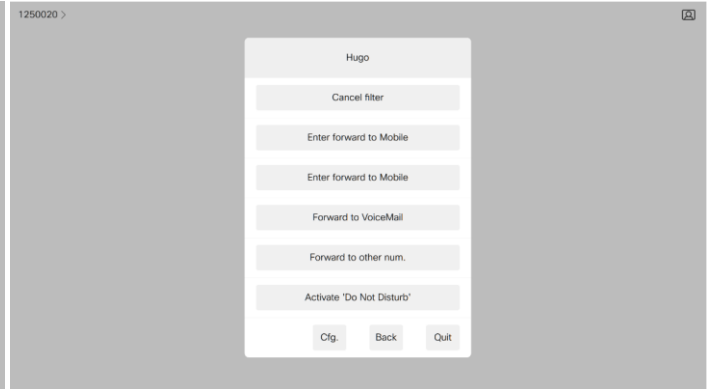 1250020 >
Hugo
Cancel filter
Enter forward to Mobile
Enter forward to Mobile
Forward to VoiceMail
Forward to other num.
Activate 'Do Not Disturb'
Cfg. Back Quit